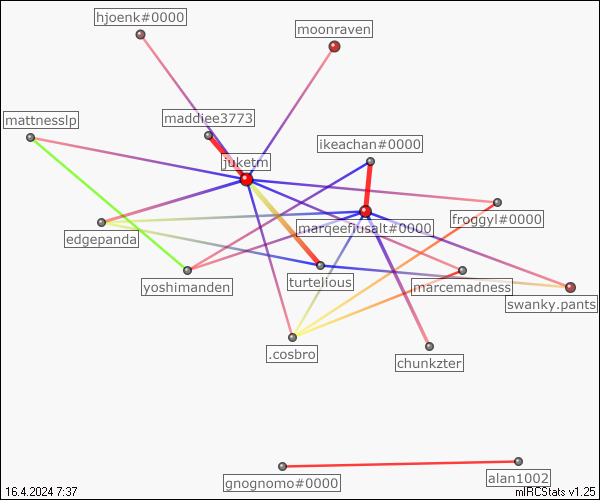 hjoenk#0000
moonraven
maddiee3773
mattnesslp
ikeachan#0000
juketm
froggyl#0000
marqeeflusalt#0000
edgepanda
turtelious
marcemadness
yoshimanden
swanky.pants
.cosbro
chunkzter
alan1002
gnognomo#0000
16.4.2024 7:37
mIRCStats v1.25